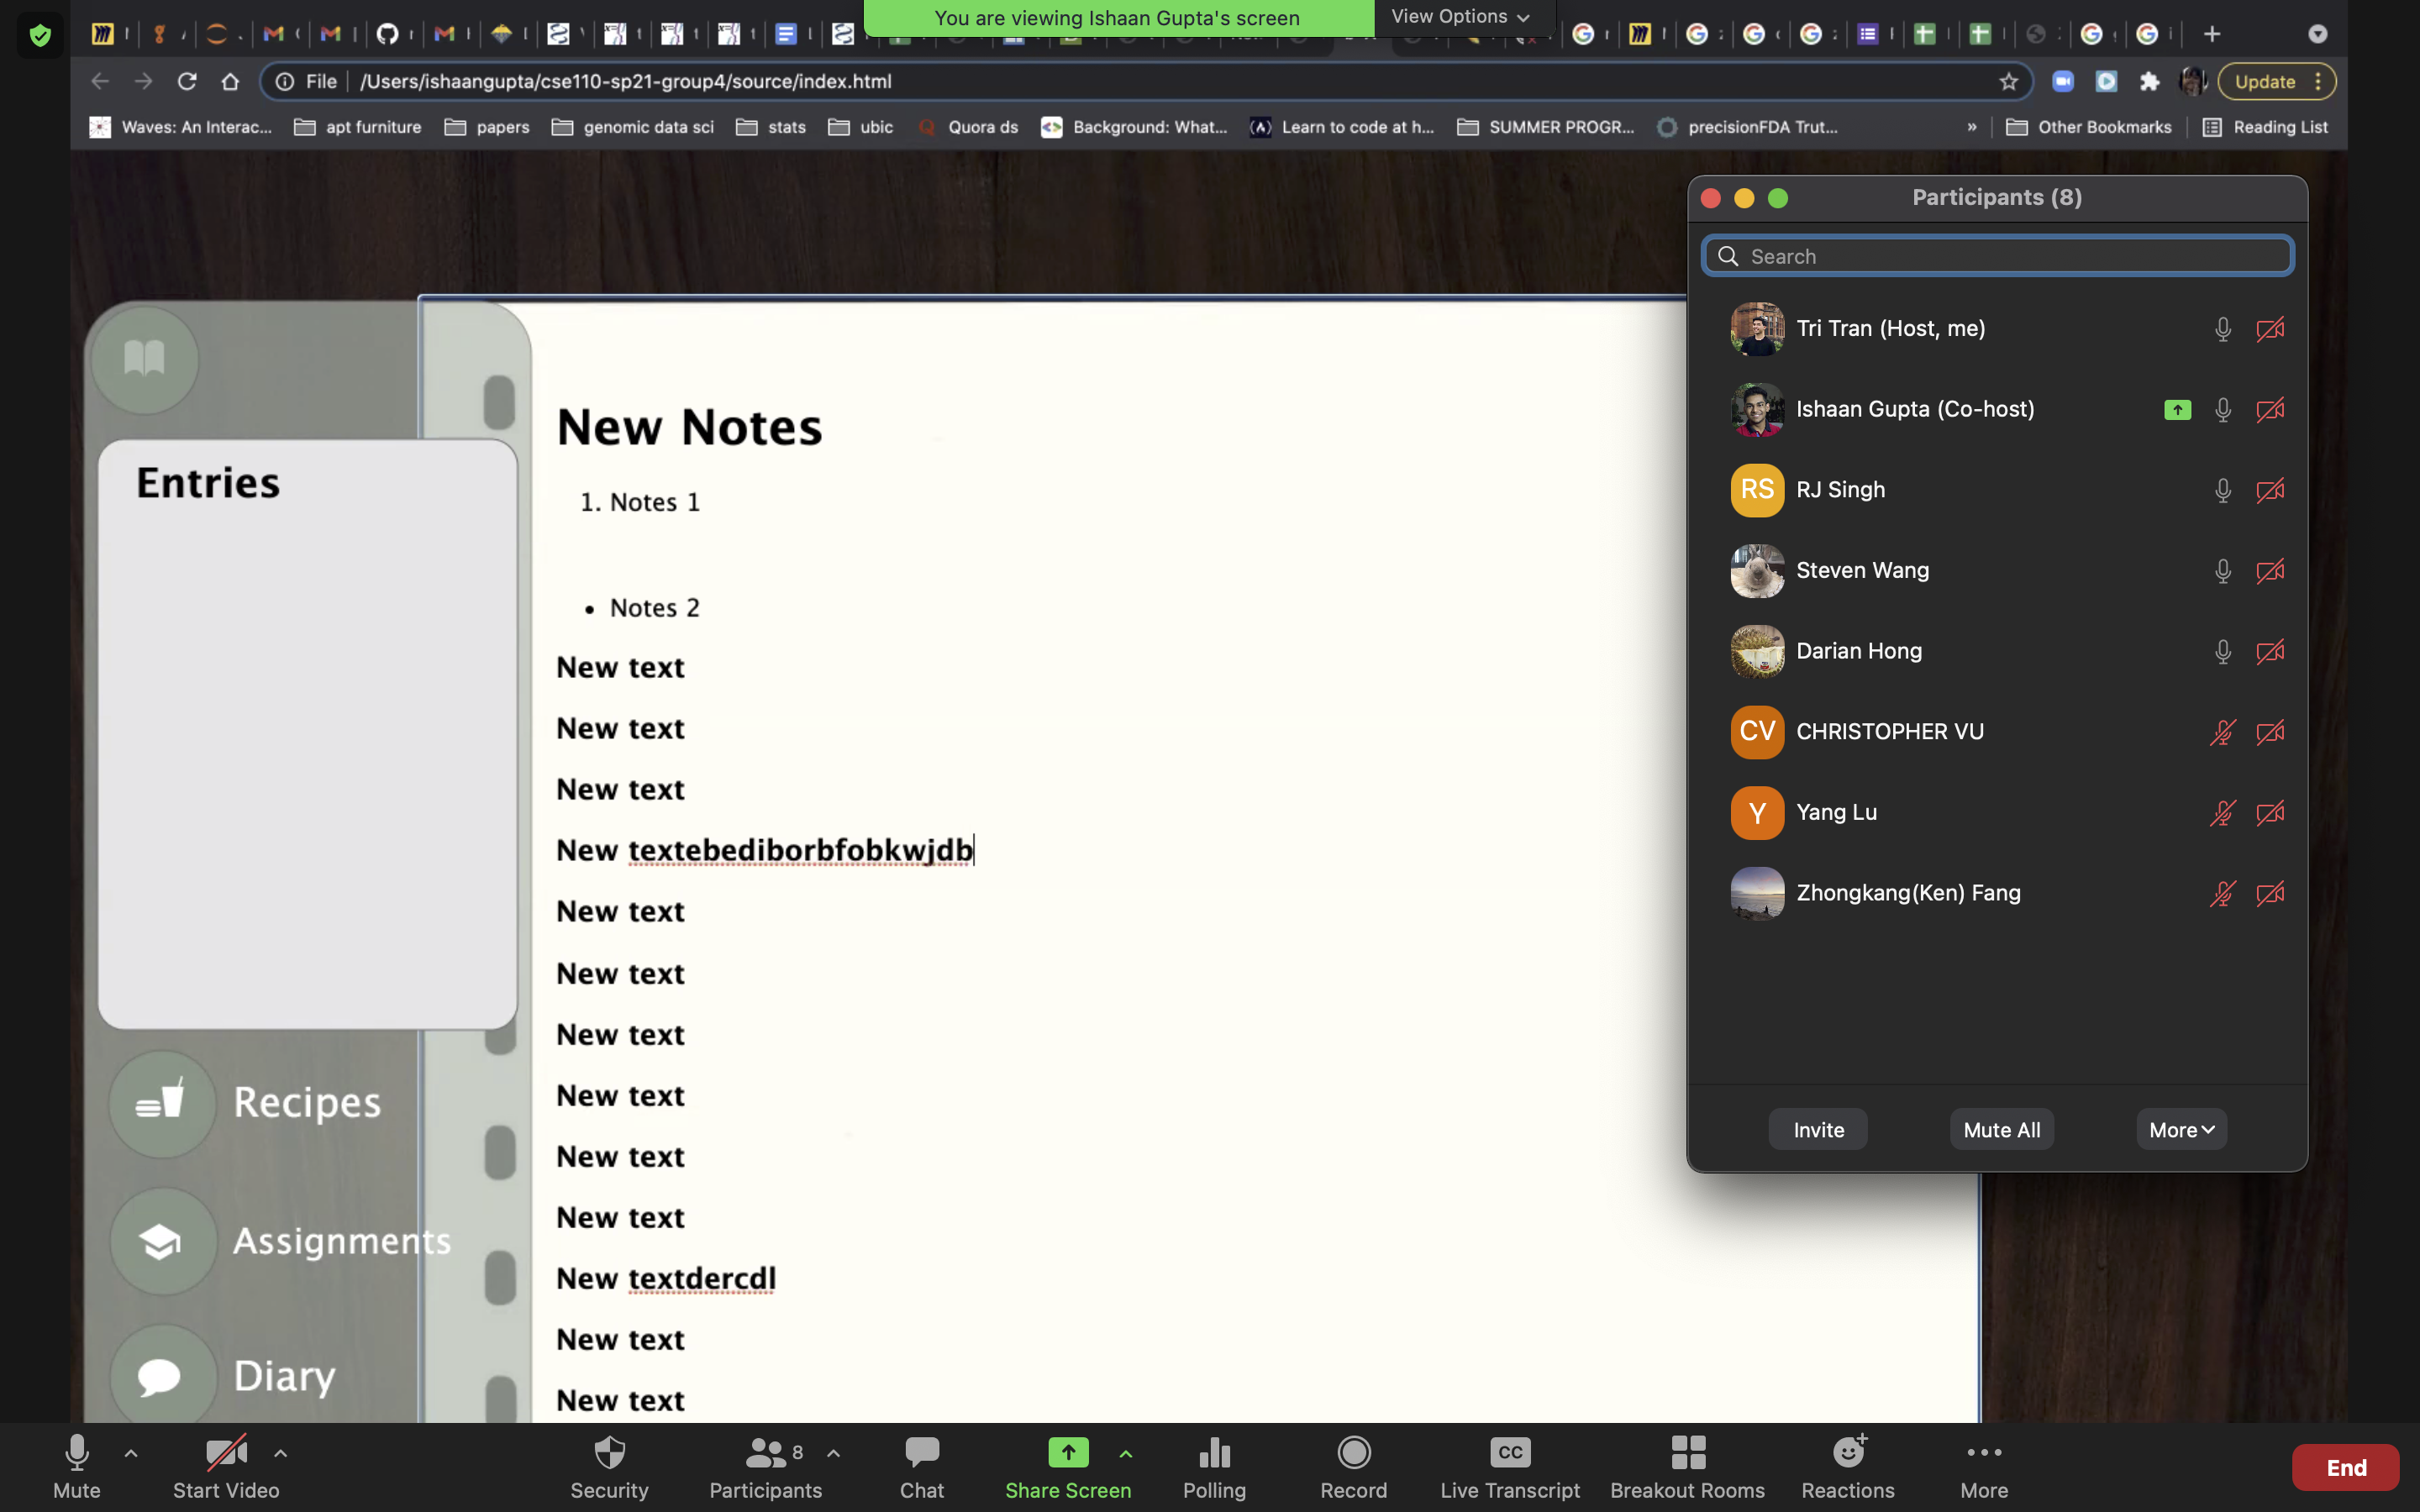 You are viewing Ishaan Gupta's screen View Options
File /Users/ishaangupta/cse110-sp21-group4/source/index.html Update
Waves: An Interac... apt furniture papers genomic data sci stats ubic Quora ds Background: What... Learn to code at h... SUMMER PROGR... precisionFDA Trut... » Other Bookmarks Reading List
Entries
Recipes
Assignments
Diary
New Notes
1. Notes 1
• Notes 2
New text
New text
New text
New textebediborbfobkwjdb
New text
New text
New text
New text
New text
New text
New textdercdl
New text
New text
Participants (8)
Search
Tri Tran (Host, me)
Ishaan Gupta (Co-host)
RS RJ Singh
Steven Wang
Darian Hong
CV CHRISTOPHER VU
Y Yang Lu
Zhongkang(Ken) Fang
Invite Mute All More
8 CC
Mute Start Video Security Participants Chat Share Screen Polling Record Live Transcript Breakout Rooms Reactions More End